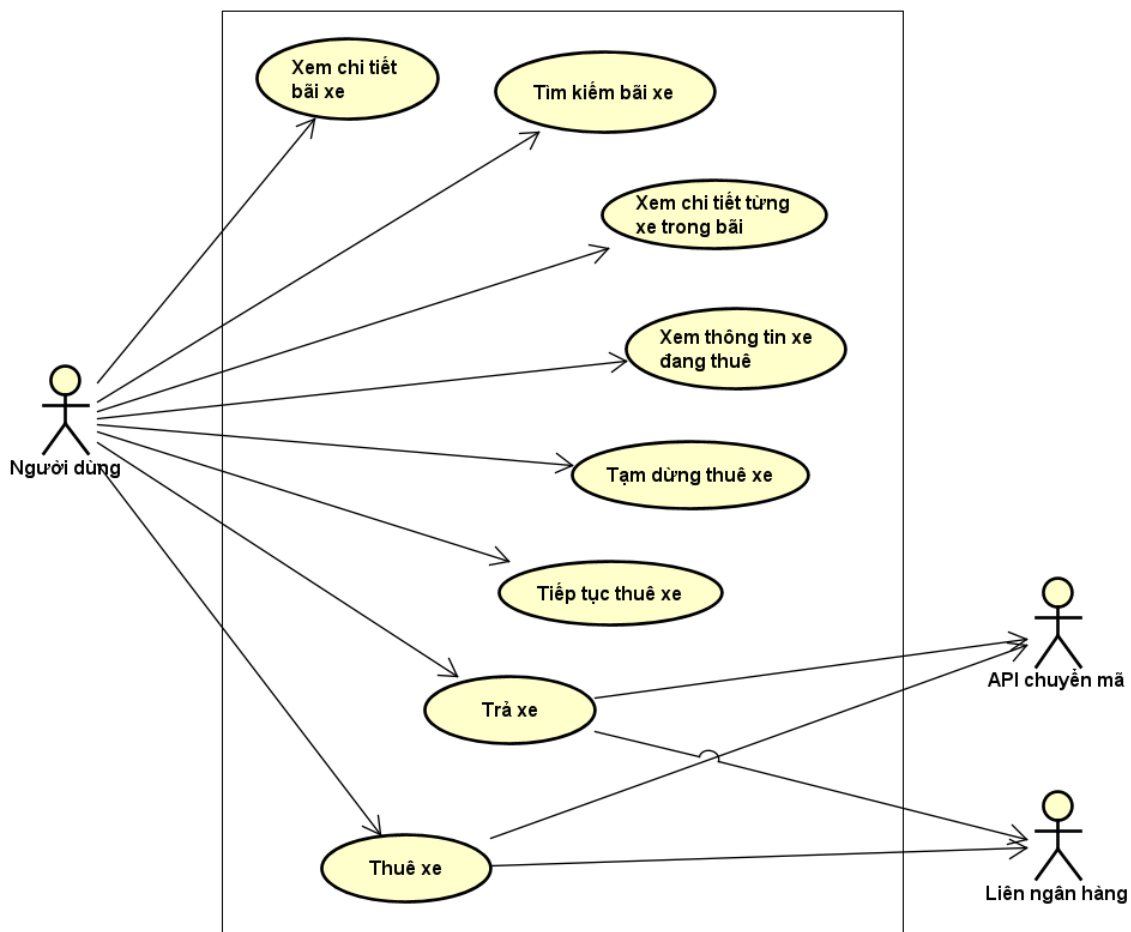 Xem chi tiết
bãi xe
Tìm kiếm bãi xe
Xem chi tiết từng
xe trong bãi
Xem thông tin xe
đang thuê
Người dùng
Tạm dừng thuê xe
Tiếp tục thuê xe
API chuyển mã
Trả xe
Thuê xe
Liên ngân hàng